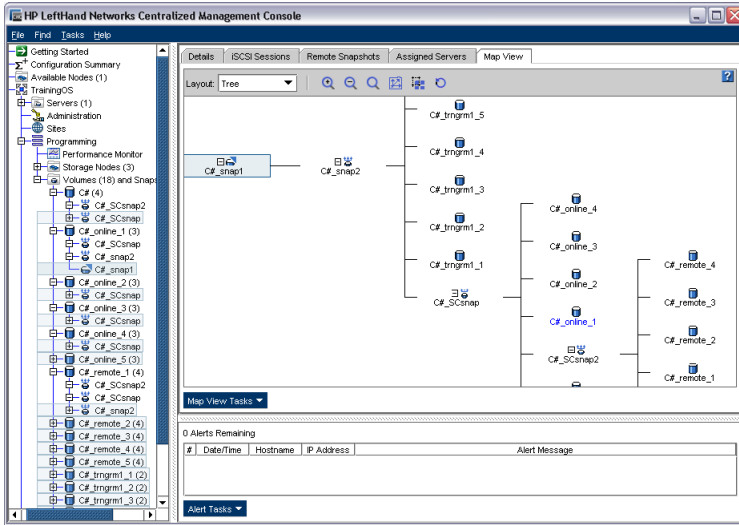 HP LeftHand Networks Centralized Management Console
File Find Tasks Help
Getting Started
Configuration Summary
Available Nodes (1)
TrainingOS
Servers (1)
Administration
Sites
Programming
Performance Monitor
Storage Nodes (3)
Volumes (18) and Snaps
C# (4)
C#_SCsnap2
C#_SCsnap
C#_online_1 (3)
C#_SCsnap
C#_snap2
C#_snap1
C#_online_2 (3)
C#_SCsnap
C#_online_3 (3)
C#_SCsnap
C#_online_4 (3)
C#_SCsnap
C#_online_5 (3)
C#_remote_1 (4)
C#_SCsnap2
C#_SCsnap
C#_snap2
C#_remote_2 (4)
C#_remote_3 (4)
C#_remote_4 (4)
C#_remote_5 (4)
C#_trngrm1_1 (2)
C#_trngrm1_2 (2)
C#_trngrm1_3 (2)
Details iSCSI Sessions Remote Snapshots Assigned Servers Map View
Layout: Tree
?
C#_snap1
C#_snap2
C#_trngrm1_5
C#_trngrm1_4
C#_trngrm1_3
C#_trngrm1_2
C#_trngrm1_1
C#_SCsnap
C#_online_4
C#_online_3
C#_online_2
C#_online_1
C#_SCsnap2
C#_remote_4
C#_remote_3
C#_remote_2
C#_remote_1
Map View Tasks
0 Alerts Remaining
# Date/Time Hostname IP Address Alert Message
Alert Tasks